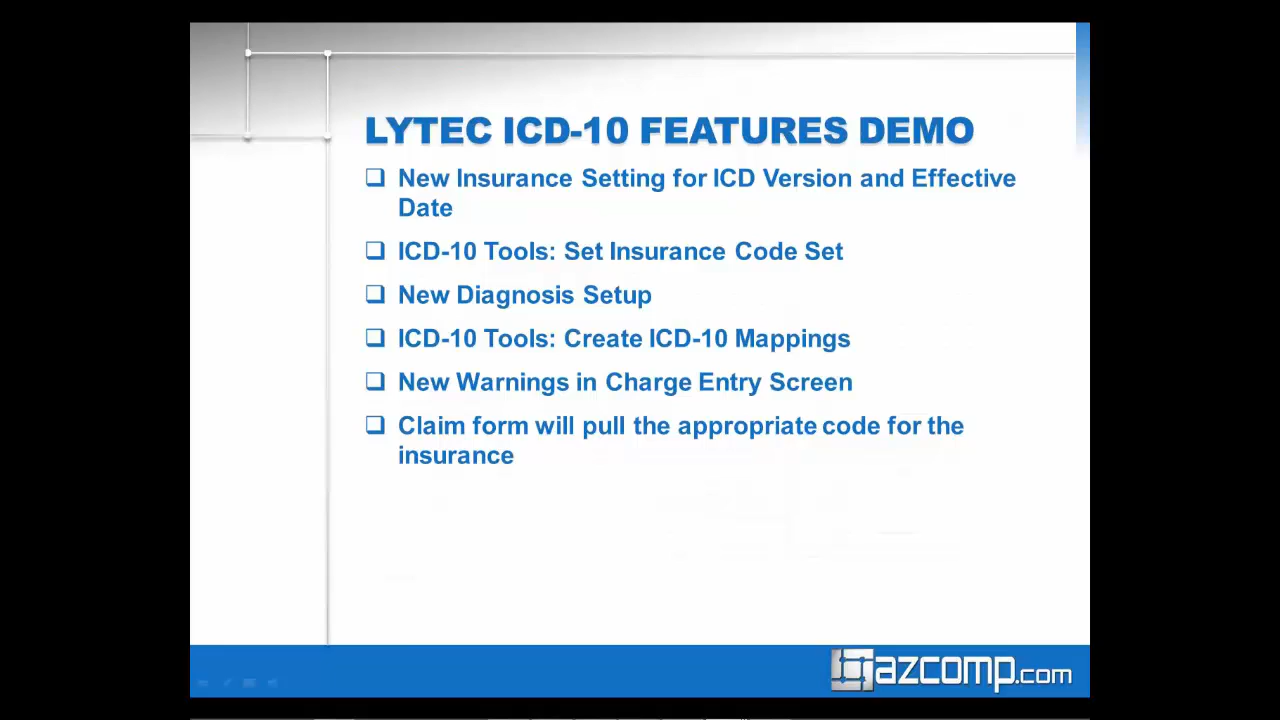 LYTEC ICD-10 FEATURES DEMO
New Insurance Setting for ICD Version and Effective
Date
ICD-10 Tools: Set Insurance Code Set
New Diagnosis Setup
ICD-10 Tools: Create ICD-10 Mappings
New Warnings in Charge Entry Screen
Claim form will pull the appropriate code for the
insurance
azcomp.com